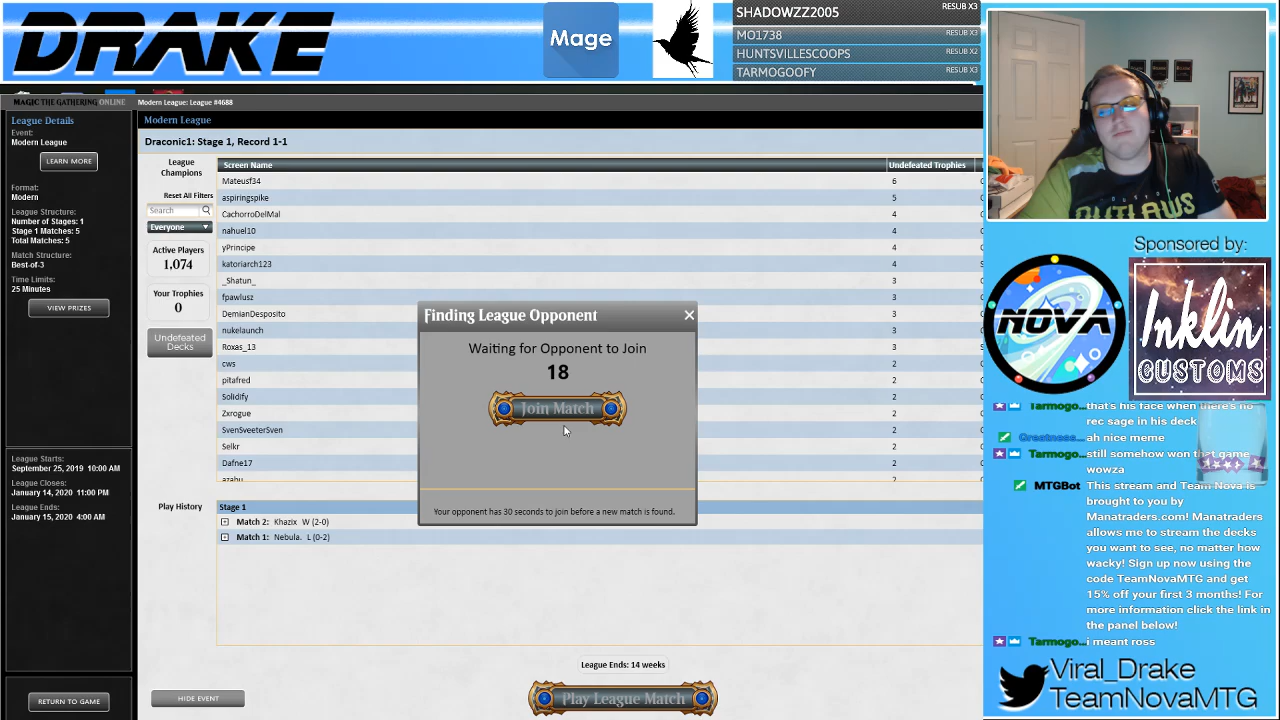 DRAKE
Mage
SHADOWZZ2005 RESUB X3
MO1738 RESUB X3
HUNTSVILLESCOOPS RESUB X2
TARMOGOOFY RESUB X3
MAGIC THE GATHERING ONLINE
Modern League: League #4688
League Details
Event:
Modern League
LEARN MORE
Format:
Modern
League Structure:
Number of Stages: 1
Stage 1 Matches: 5
Total Matches: 5
Match Structure:
Best-of-3
Time Limits:
25 Minutes
VIEW PRIZES
League Starts:
September 25, 2019 10:00 AM
League Closes:
January 14, 2020 11:00 PM
League Ends:
January 15, 2020 4:00 AM
RETURN TO GAME
Modern League
Draconic1: Stage 1, Record 1-1
League
Champions
Reset All Filters
Search
Everyone
Active Players
1,074
Your Trophies
0
Undefeated
Decks
Screen Name Undefeated Trophies
Mateusf34 6
aspiringspike 5
CachorroDelMal 4
nahuel10 4
yPrincipe 4
katoriarch123 4
_Shatun_ 3
fpawlusz 3
DemianDesposito 3
nukelaunch 3
Roxas_13 3
cws 2
pitafred 2
Solidify 2
Zxrogue 2
SvenSveeterSven 2
Selkr 2
Dafne17 2
Finding League Opponent
Waiting for Opponent to Join
18
Join Match
Your opponent has 30 seconds to join before a new match is found.
Play History
Stage 1
Match 2: Khazix W (2-0)
Match 1: Nebula. L (0-2)
League Ends: 14 weeks
HIDE EVENT
Play League Match
OUTLAWS
Sponsored by:
NOVA
Inklin
CUSTOMS
Tarmogo... that's his face when there's no
rec sage in his deck
Greatness... ah nice meme
Tarmogo... still somehow won that game
wowza
MTGBot This stream and Team Nova is
brought to you by
Manatraders.com! Manatraders
allows me to stream the decks
you want to see, no matter how
wacky! Sign up now using the
code TeamNovaMTG and get
15% off your first 3 months! For
more information click the link in
the panel below!
Tarmogo... i meant ross
Viral_Drake
TeamNovaMTG